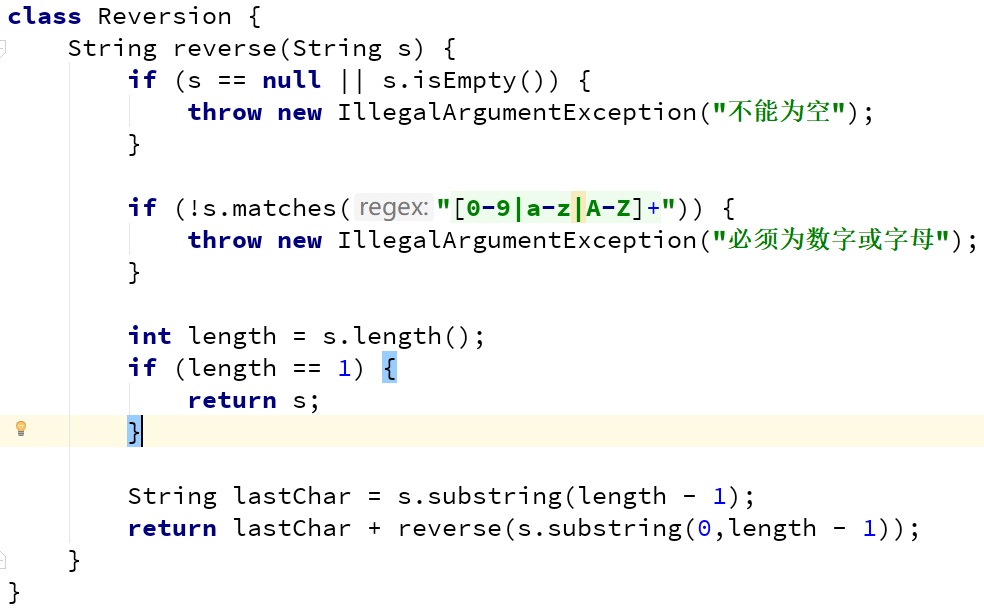 class Reversion {
    String reverse(String s) {
        if (s == null || s.isEmpty()) {
            throw new IllegalArgumentException("不能为空");
        }
        if (!s.matches( regex: "[0-9|a-z|A-Z]+")) {
            throw new IllegalArgumentException("必须为数字或字母");
        }
        int length = s.length();
        if (length == 1) {
            return s;
        }
        String lastChar = s.substring(length - 1);
        return lastChar + reverse(s.substring(0,length - 1));
    }
}